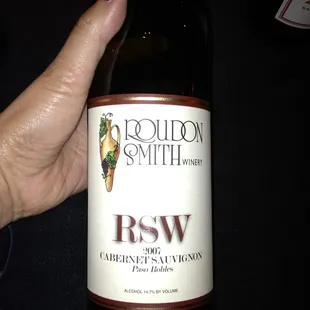 ROUDON
SMITH WINERY
RSW
2007
CABERNET SAUVIGNON
Paso Robles
ALCOHOL 14.7% BY VOLUME